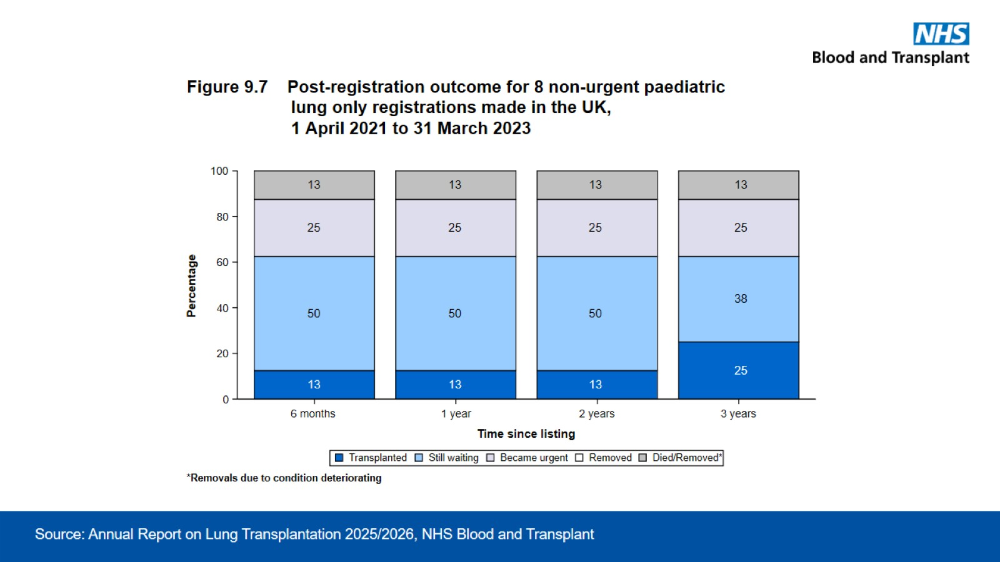 NHS
Blood and Transplant
Figure 9.7 Post-registration outcome for 8 non-urgent paediatric
lung only registrations made in the UK,
1 April 2021 to 31 March 2023
Percentage
100
80
60
40
20
0
13
25
50
13
13
25
50
13
13
25
50
13
13
25
38
25
6 months
1 year
2 years
3 years
Time since listing
Transplanted Still waiting Became urgent Removed Died/Removed*
*Removals due to condition deteriorating
Source: Annual Report on Lung Transplantation 2025/2026, NHS Blood and Transplant